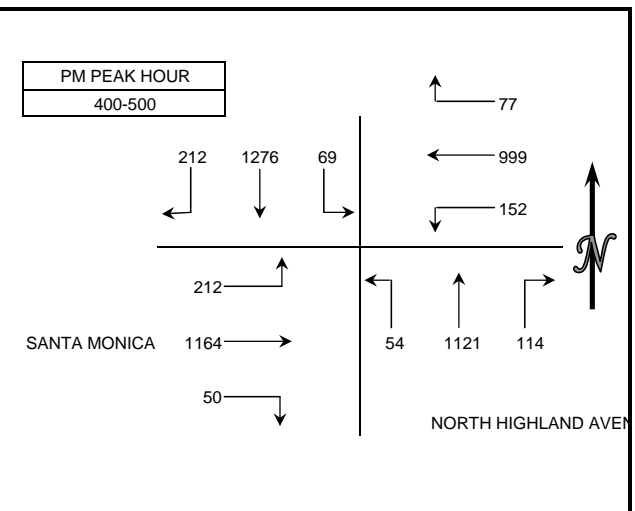 PM PEAK HOUR
400-500
77
212 1276 69
999
152
N
212
SANTA MONICA 1164
54 1121 114
50
NORTH HIGHLAND AVEN